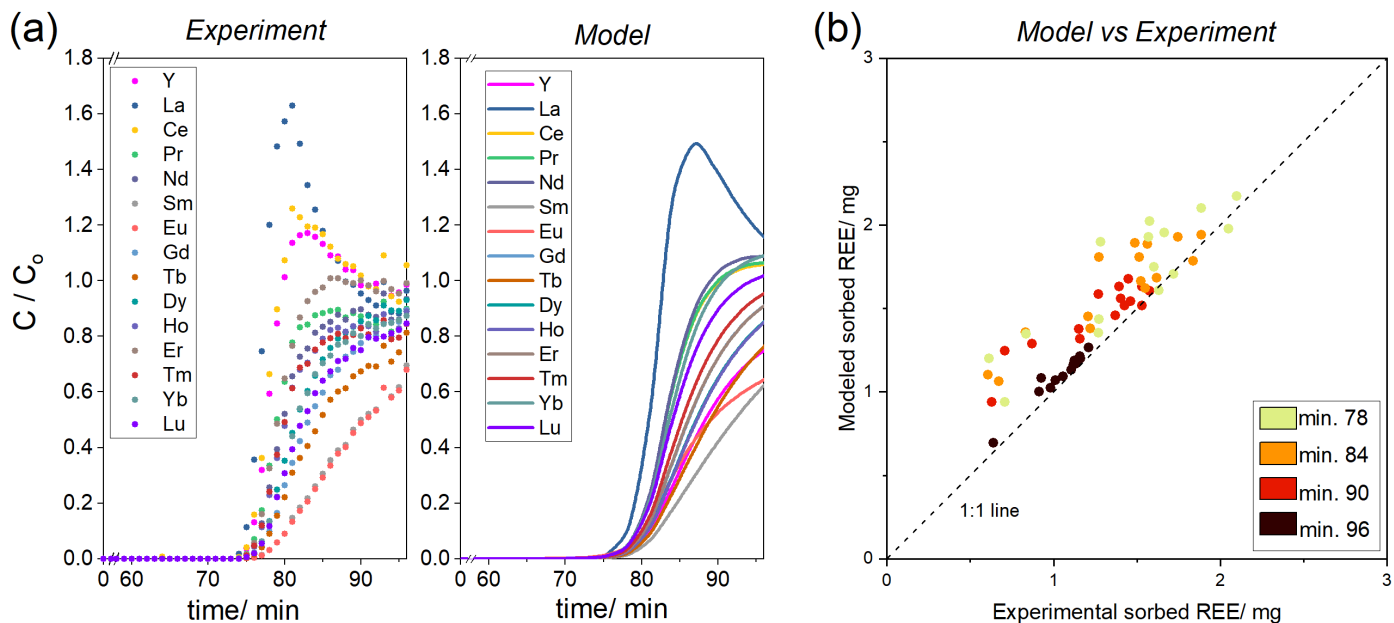 (a)
Experiment
Model
1.8
1.6
1.4
1.2
1.0
0.8
0.6
0.4
0.2
0.0
C / Co
Y
La
Ce
Pr
Nd
Sm
Eu
Gd
Tb
Dy
Ho
Er
Tm
Yb
Lu
0 60 70 80 90
time/ min
1.8
1.6
1.4
1.2
1.0
0.8
0.6
0.4
0.2
0.0
Y
La
Ce
Pr
Nd
Sm
Eu
Gd
Tb
Dy
Ho
Er
Tm
Yb
Lu
0 60 70 80 90
time/ min
(b)
Model vs Experiment
3
2
1
0
Modeled sorbed REE/ mg
1:1 line
min. 78
min. 84
min. 90
min. 96
0 1 2 3
Experimental sorbed REE/ mg